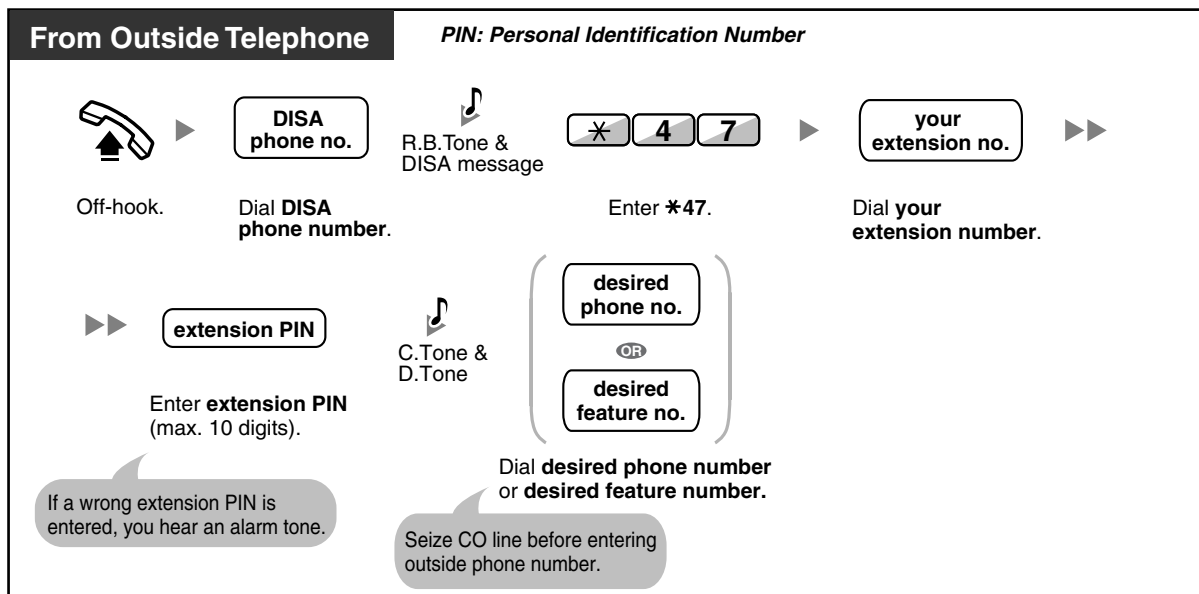 From Outside Telephone
PIN: Personal Identification Number
DISA
phone no.
R.B.Tone &
DISA message
* 4 7
your
extension no.
Off-hook.
Dial DISA
phone number.
Enter *47.
Dial your
extension number.
extension PIN
C.Tone &
D.Tone
desired
phone no.
OR
desired
feature no.
Enter extension PIN
(max. 10 digits).
Dial desired phone number
or desired feature number.
If a wrong extension PIN is
entered, you hear an alarm tone.
Seize CO line before entering
outside phone number.